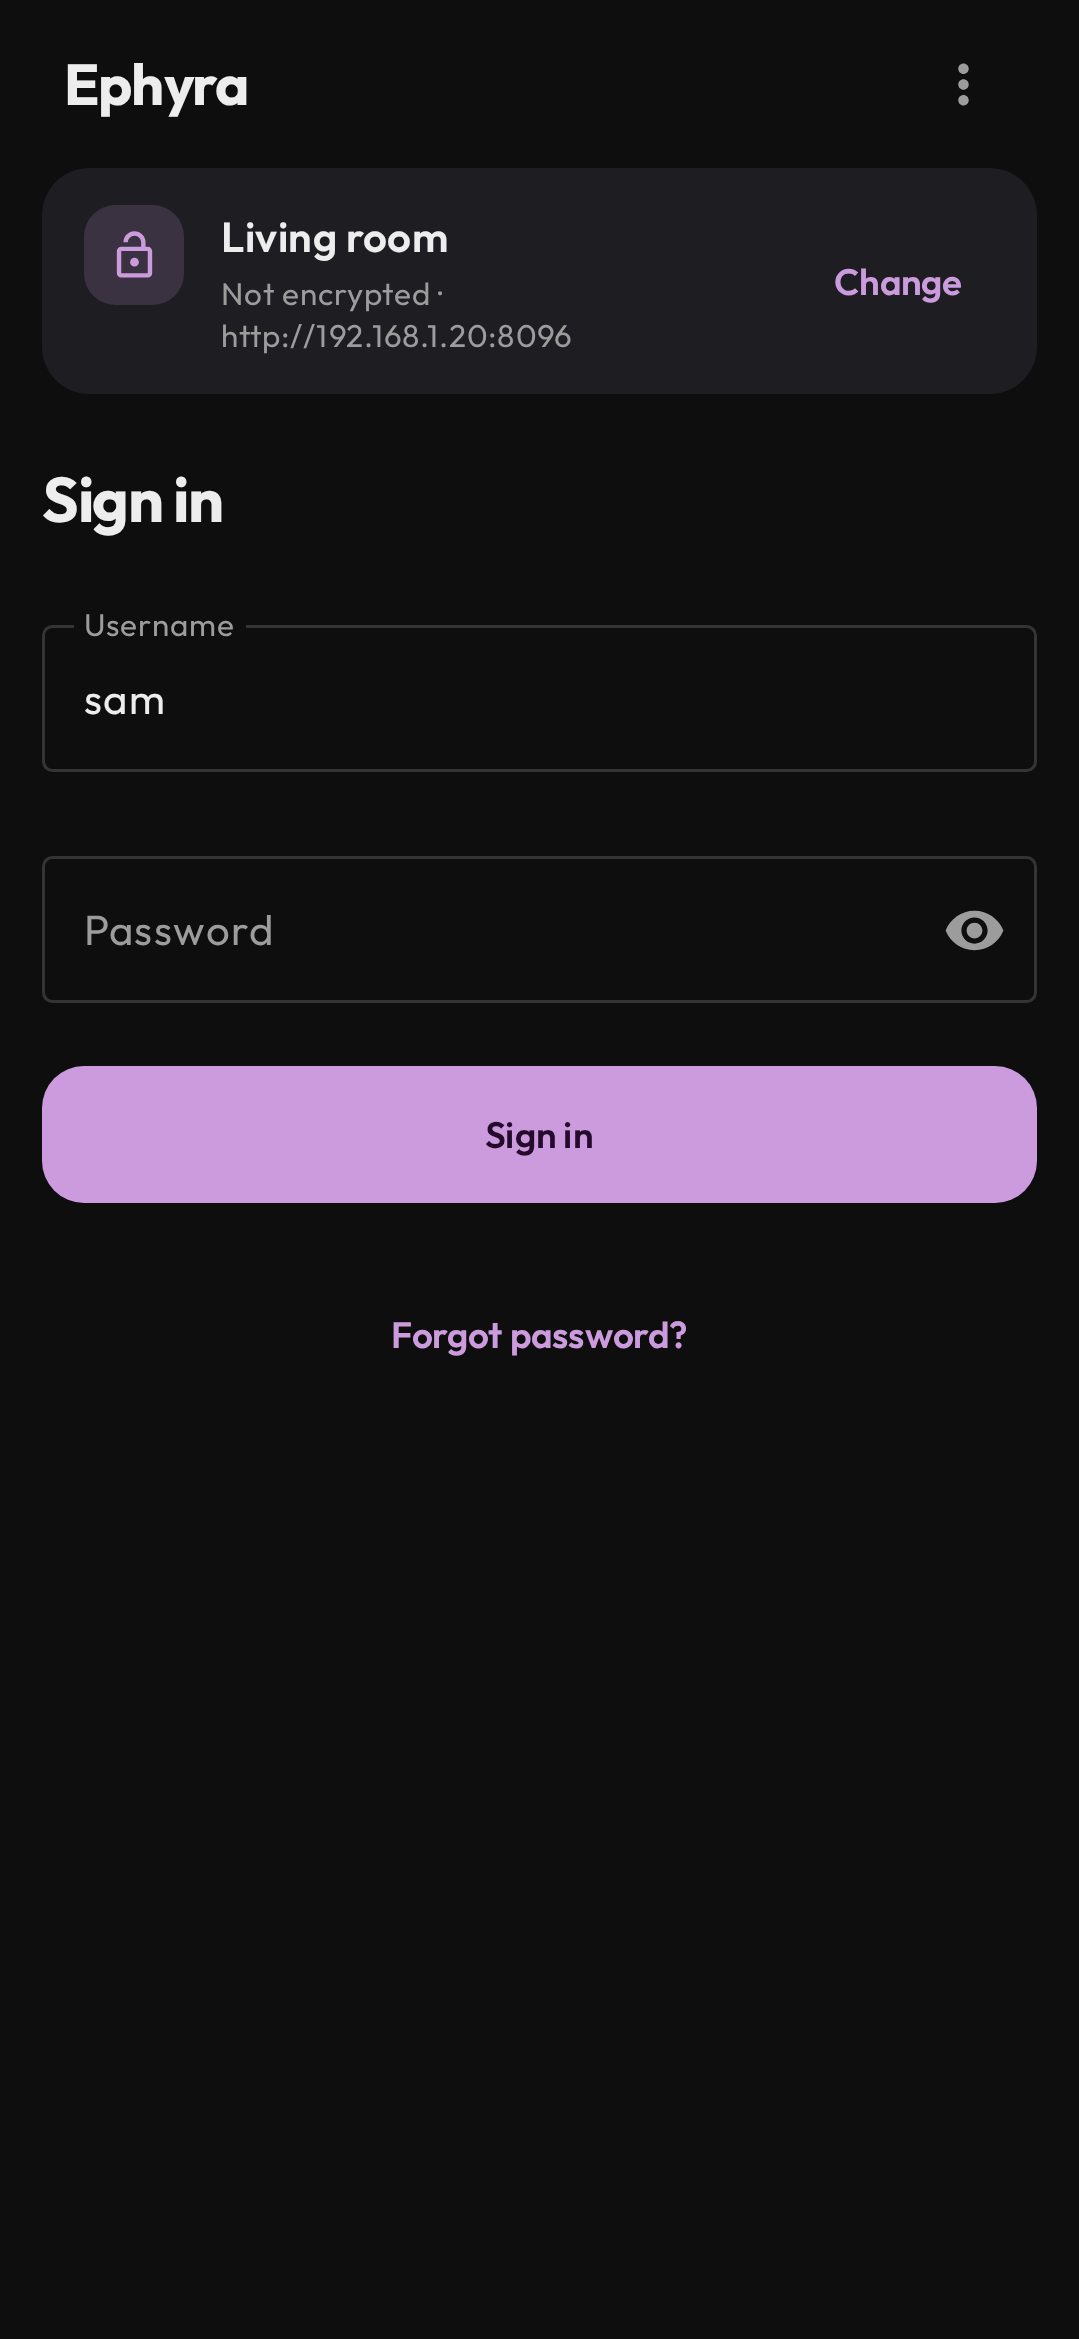 Ephyra
Living room
Not encrypted ·
http://192.168.1.20:8096
Change
Sign in
Username
sam
Password
Sign in
Forgot password?